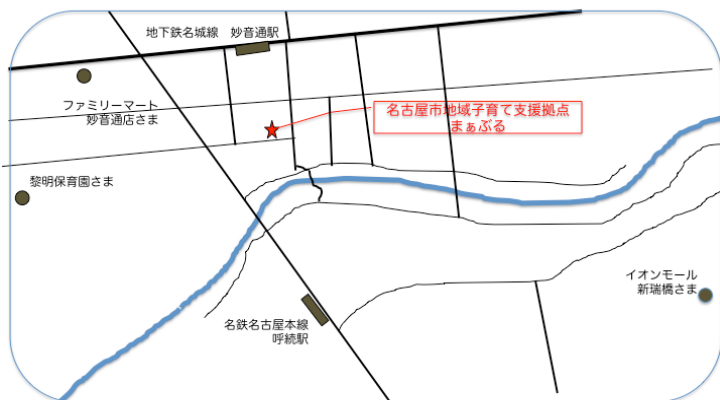 地下鉄名城線　妙音通駅
ファミリーマート
妙音通店さま
名古屋市地域子育て支援拠点
まぁぶる
黎明保育園さま
イオンモール
新瑞橋さま
名鉄名古屋本線
呼続駅